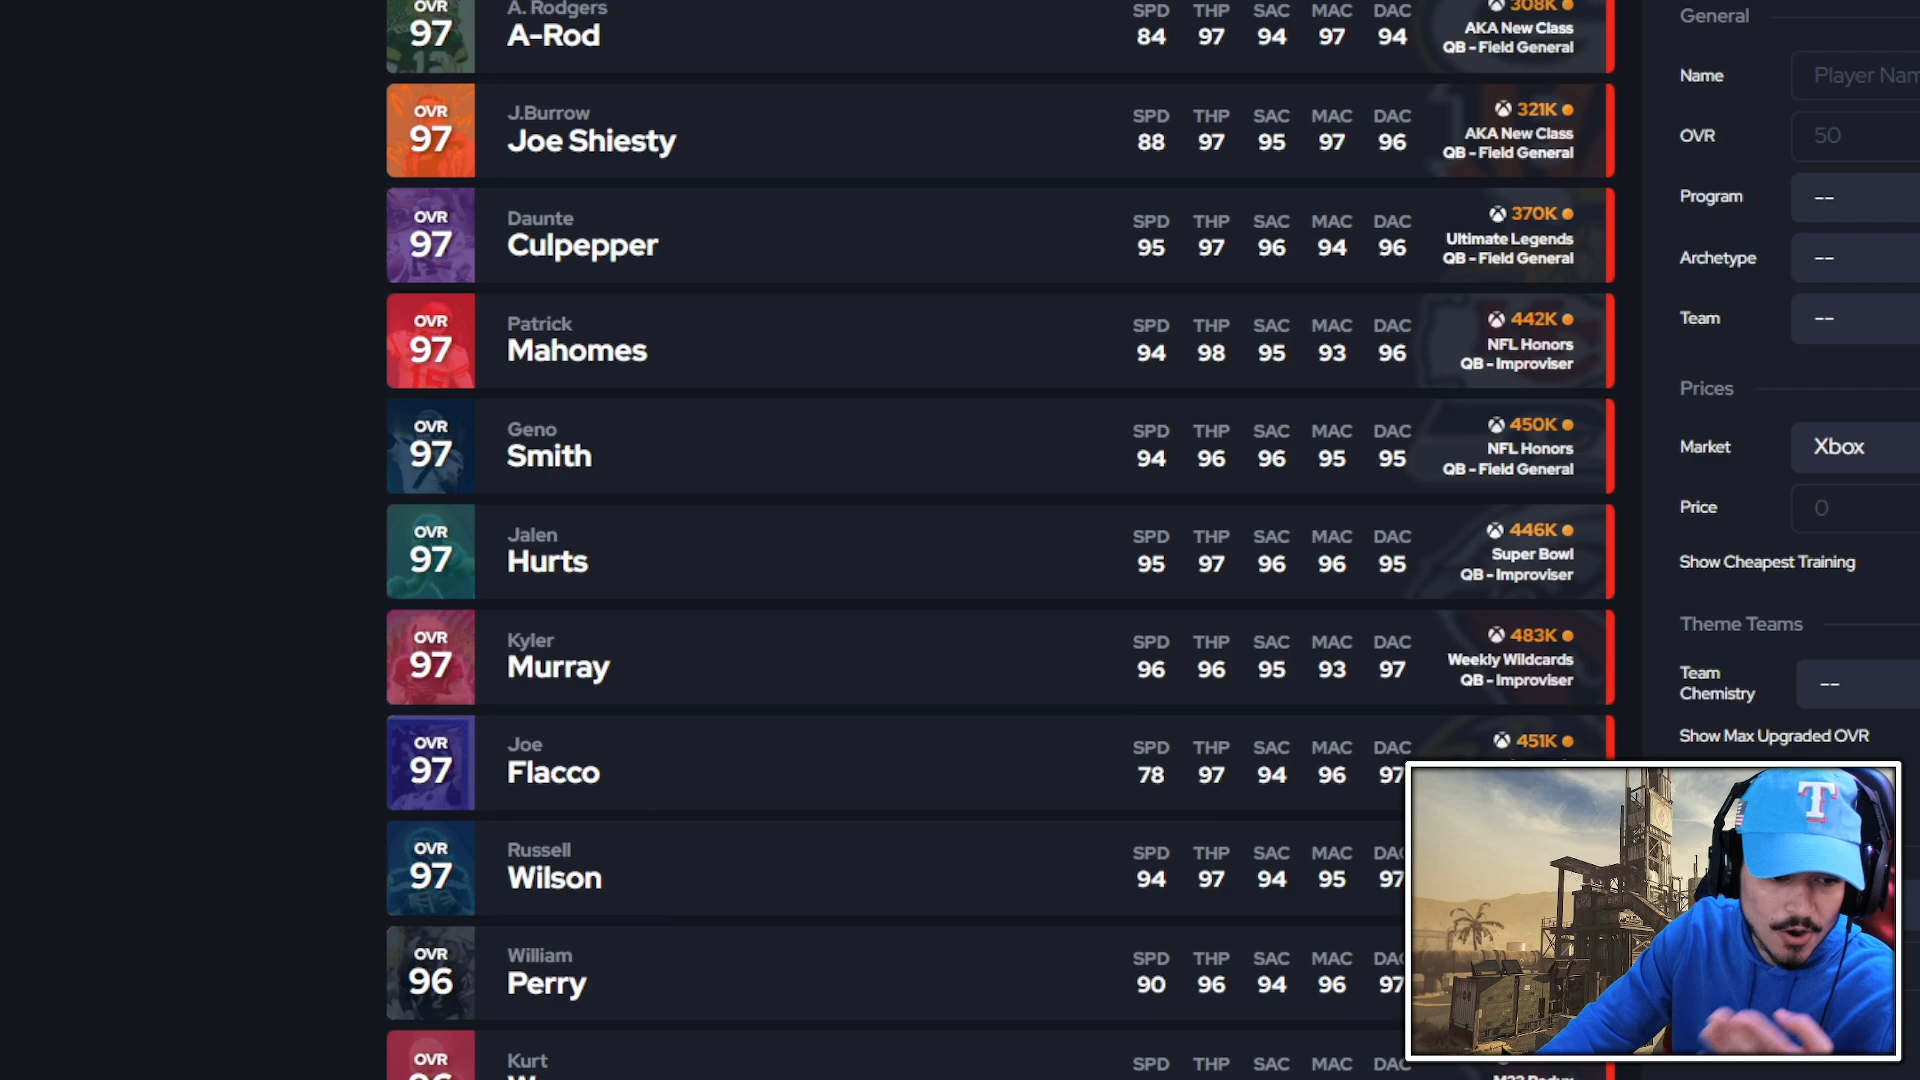 OVR
97
A. Rodgers
A-Rod
SPD THP SAC MAC DAC
84 97 94 97 94
308K
AKA New Class
QB - Field General
OVR
97
J.Burrow
Joe Shiesty
SPD THP SAC MAC DAC
88 97 95 97 96
321K
AKA New Class
QB - Field General
OVR
97
Daunte
Culpepper
SPD THP SAC MAC DAC
95 97 96 94 96
370K
Ultimate Legends
QB - Field General
OVR
97
Patrick
Mahomes
SPD THP SAC MAC DAC
94 98 95 93 96
442K
NFL Honors
QB - Improviser
OVR
97
Geno
Smith
SPD THP SAC MAC DAC
94 96 96 95 95
450K
NFL Honors
QB - Field General
OVR
97
Jalen
Hurts
SPD THP SAC MAC DAC
95 97 96 96 95
446K
Super Bowl
QB - Improviser
OVR
97
Kyler
Murray
SPD THP SAC MAC DAC
96 96 95 93 97
483K
Weekly Wildcards
QB - Improviser
OVR
97
Joe
Flacco
SPD THP SAC MAC DAC
78 97 94 96 97
451K
OVR
97
Russell
Wilson
SPD THP SAC MAC DAC
94 97 94 95 97
OVR
96
William
Perry
SPD THP SAC MAC DAC
90 96 94 96 97
OVR
Kurt
SPD THP SAC MAC DAC
General
Name Player Nam
OVR 50
Program --
Archetype --
Team --
Prices
Market Xbox
Price 0
Show Cheapest Training
Theme Teams
Team
Chemistry --
Show Max Upgraded OVR
T